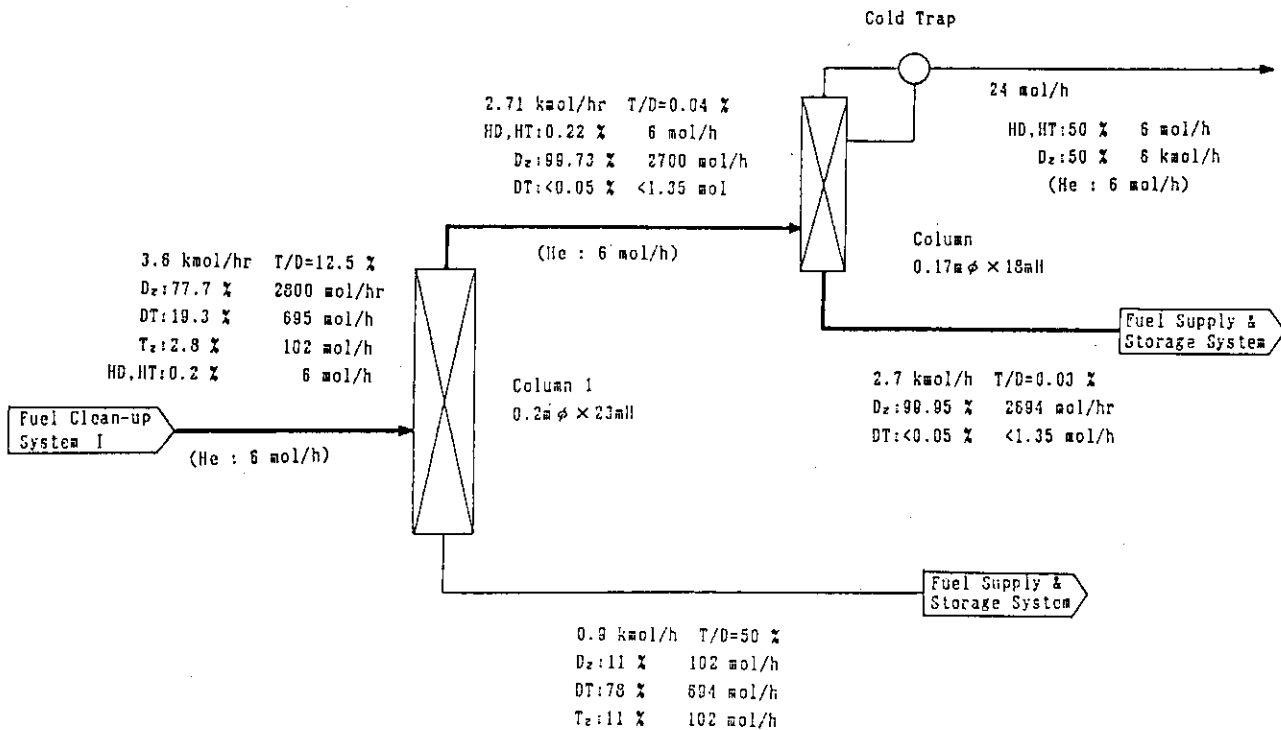 Cold Trap
24 mol/h
HD,HT:50 % 6 mol/h
D₂:50 % 6 kmol/h
(He : 6 mol/h)
2.71 kmol/hr T/D=0.04 %
HD,HT:0.22 % 6 mol/h
D₂:99.73 % 2700 mol/h
DT:<0.05 % <1.35 mol
(He : 6 mol/h)
Column
0.17mφ × 18mH
3.6 kmol/hr T/D=12.5 %
D₂:77.7 % 2800 mol/hr
DT:19.3 % 695 mol/h
T₂:2.8 % 102 mol/h
HD,HT:0.2 % 6 mol/h
Fuel Supply &
Storage System
Column 1
0.2mφ × 23mH
2.7 kmol/h T/D=0.03 %
D₂:99.95 % 2694 mol/hr
DT:<0.05 % <1.35 mol/h
Fuel Clean-up
System I
(He : 6 mol/h)
Fuel Supply &
Storage System
0.9 kmol/h T/D=50 %
D₂:11 % 102 mol/h
DT:78 % 694 mol/h
T₂:11 % 102 mol/h